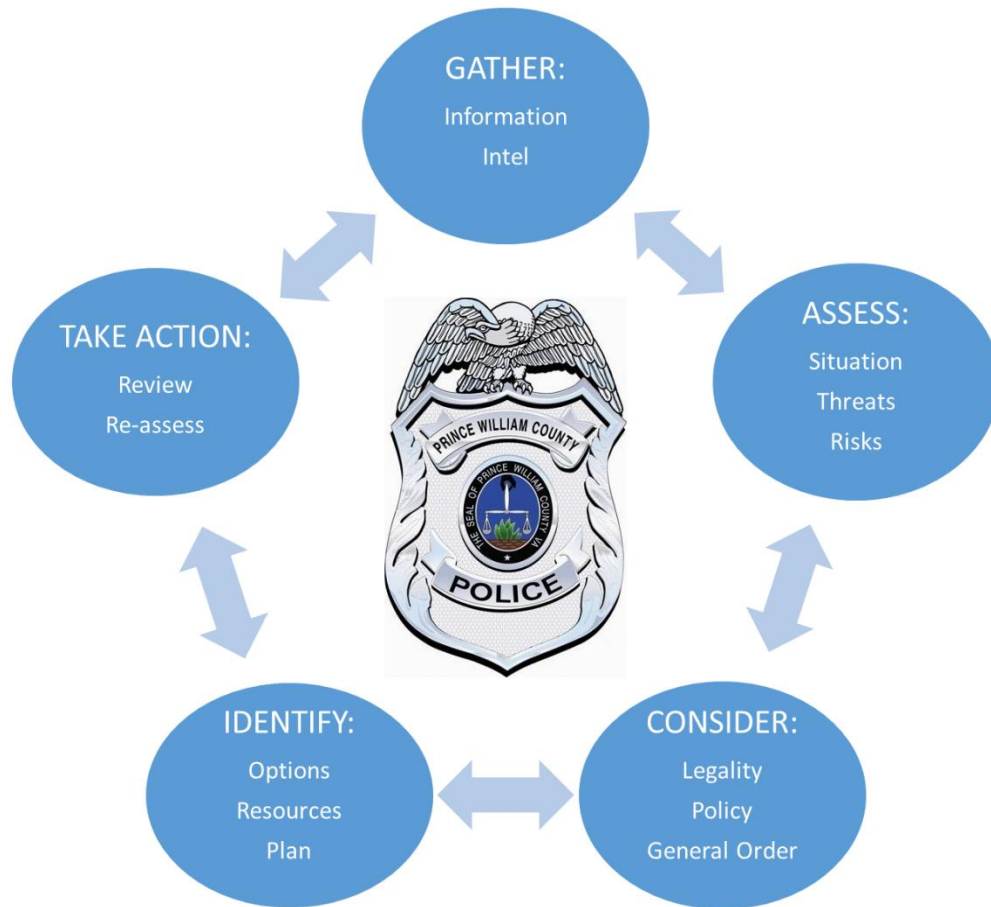 GATHER:
Information
Intel
ASSESS:
Situation
Threats
Risks
CONSIDER:
Legality
Policy
General Order
IDENTIFY:
Options
Resources
Plan
TAKE ACTION:
Review
Re-assess
PRINCE WILLIAM COUNTY
THE SEAL OF PRINCE WILLIAM COUNTY VA
POLICE